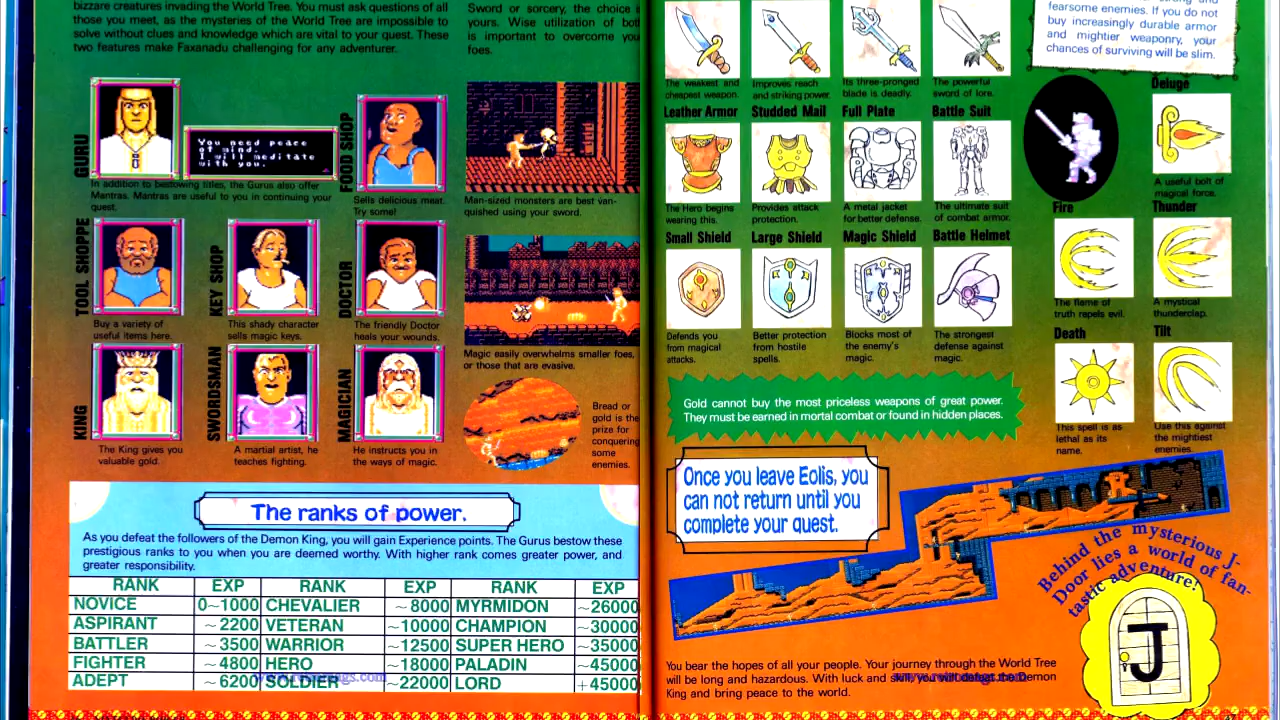 bizzare creatures invading the World Tree. You must ask questions of all
those you meet, as the mysteries of the World Tree are impossible to
solve without clues and knowledge which are vital to your quest. These
two features make Faxanadu challenging for any adventurer.
Sword or sorcery, the choice
yours. Wise utilization of bot
is important to overcome you
foes.
GURU
You need peace
of mind.
I will meditate
with you.
In addition to bestowing titles, the Gurus also offer
Mantras. Mantras are useful to you in continuing your
quest.
FOOD SHOP
Sells delicious meat.
Try some!
TOOL SHOPPE
Buy a variety of
useful items here.
KEY SHOP
This shady character
sells magic keys.
DOCTOR
The friendly Doctor
heals your wounds.
KING
The King gives you
valuable gold.
SWORDSMAN
A martial artist, he
teaches fighting.
MAGICIAN
He instructs you in
the ways of magic.
Man-sized monsters are best van-
quished using your sword.
Magic easily overwhelms smaller foes,
or those that are evasive.
Bread or
gold is the
prize for
conquering
some
enemies.
The ranks of power.
As you defeat the followers of the Demon King, you will gain Experience points. The Gurus bestow these
prestigious ranks to you when you are deemed worthy. With higher rank comes greater power, and
greater responsibility.
RANK EXP RANK EXP RANK EXP
NOVICE 0~1000 CHEVALIER ~8000 MYRMIDON ~26000
ASPIRANT ~2200 VETERAN ~10000 CHAMPION ~30000
BATTLER ~3500 WARRIOR ~12500 SUPER HERO ~35000
FIGHTER ~4800 HERO ~18000 PALADIN ~45000
ADEPT ~6200 SOLDIER ~22000 LORD +45000
The weakest and
cheapest weapon.
Improves reach
and striking power.
Its three-pronged
blade is deadly.
The powerful
sword of lore.
fearsome enemies. If you do not
buy increasingly durable armor
and mightier weaponry, your
chances of surviving will be slim.
Leather Armor
The Hero begins
wearing this.
Studded Mail
Provides attack
protection.
Full Plate
A metal jacket
for better defense.
Battle Suit
The ultimate suit
of combat armor.
Deluge
A useful bolt of
magical force.
Small Shield
Defends you
from magical
attacks.
Large Shield
Better protection
from hostile
spells.
Magic Shield
Blocks most of
the enemy's
magic.
Battle Helmet
The strongest
defense against
magic.
Fire
The flame of
truth repels evil.
Thunder
A mystical
thunderclap.
Death
This spell is as
lethal as its
name.
Tilt
Use this against
the mightiest
enemies.
Gold cannot buy the most priceless weapons of great power.
They must be earned in mortal combat or found in hidden places.
Once you leave Eolis, you
can not return until you
complete your quest.
Behind the mysterious J-
Door lies a world of fan-
tastic adventure!
J
You bear the hopes of all your people. Your journey through the World Tree
will be long and hazardous. With luck and skill, you will defeat the Demon
King and bring peace to the world.